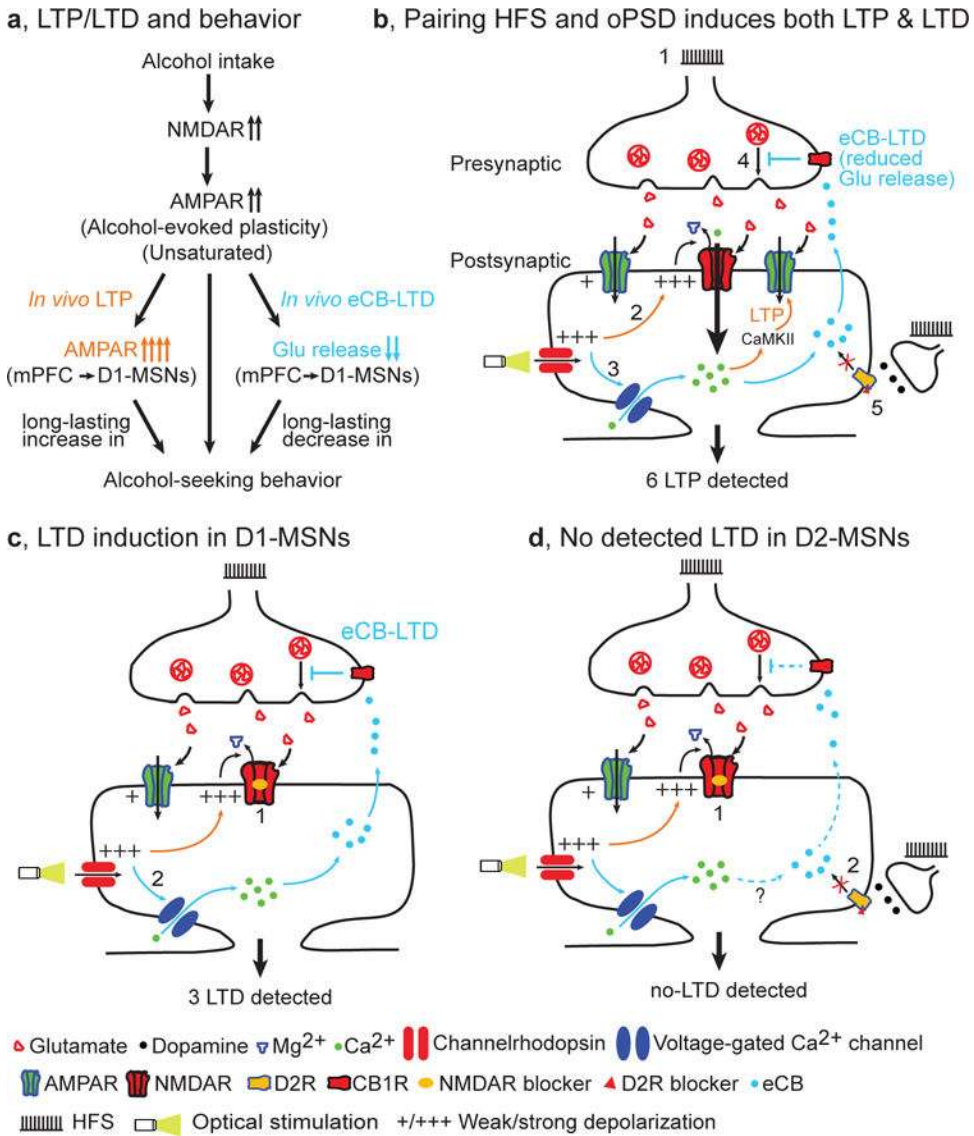 a, LTP/LTD and behavior
Alcohol intake
NMDAR
AMPAR
(Alcohol-evoked plasticity)
(Unsaturated)
In vivo LTP
In vivo eCB-LTD
AMPAR
Glu release
(mPFC→D1-MSNs)
(mPFC→D1-MSNs)
long-lasting
increase in
long-lasting
decrease in
Alcohol-seeking behavior
b, Pairing HFS and oPSD induces both LTP & LTD
1
Presynaptic
4
eCB-LTD
(reduced
Glu release)
Postsynaptic
+
+++
2
LTP
CaMKII
+++
3
5
6 LTP detected
c, LTD induction in D1-MSNs
eCB-LTD
+
+++
1
+++
2
3 LTD detected
d, No detected LTD in D2-MSNs
+
+++
1
+++
?
2
no-LTD detected
Glutamate Dopamine Mg2+ Ca2+ Channelrhodopsin Voltage-gated Ca2+ channel
AMPAR NMDAR D2R CB1R NMDAR blocker D2R blocker eCB
HFS Optical stimulation +/+++ Weak/strong depolarization